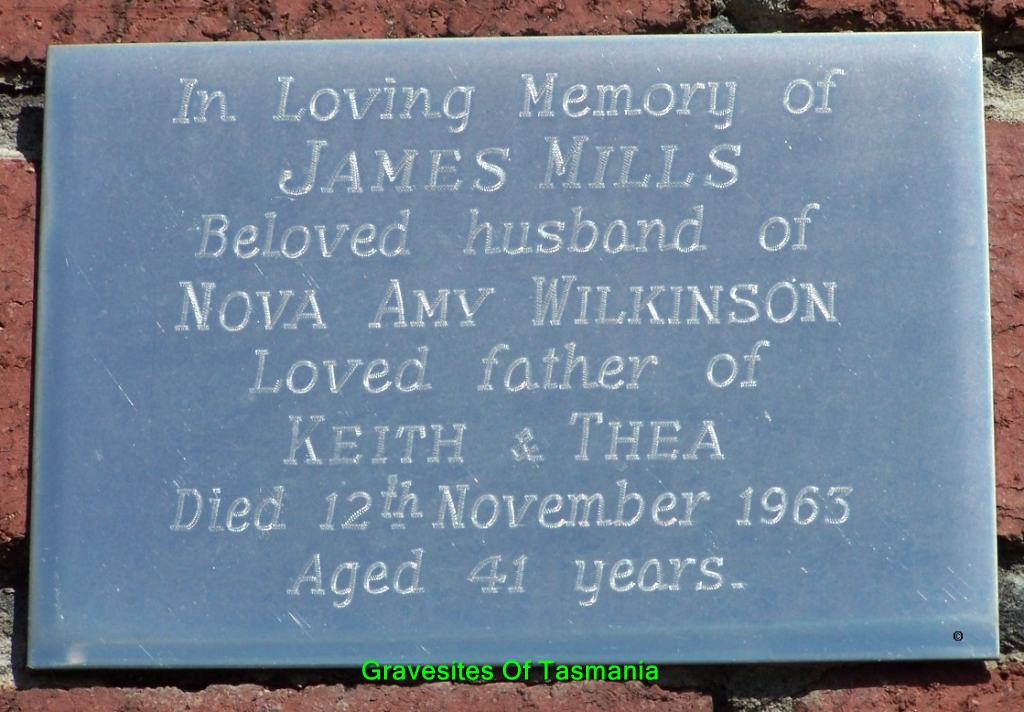 In Loving Memory of
JAMES MILLS
Beloved husband of
NOVA AMY WILKINSON
Loved father of
KEITH & THEA
Died 12th November 1963
Aged 41 years.
©
Gravesites Of Tasmania